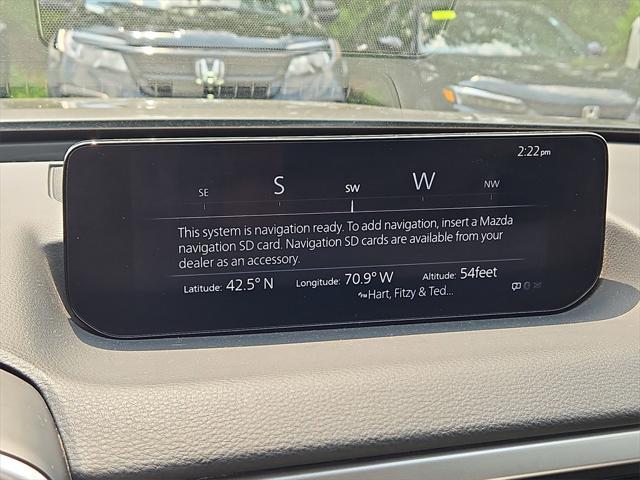 2:22pm
SE S SW W NW
This system is navigation ready. To add navigation, insert a Mazda
navigation SD card. Navigation SD cards are available from your
dealer as an accessory.
Latitude: 42.5° N Longitude: 70.9° W Altitude: 54feet
FM Hart, Fitzy & Ted...